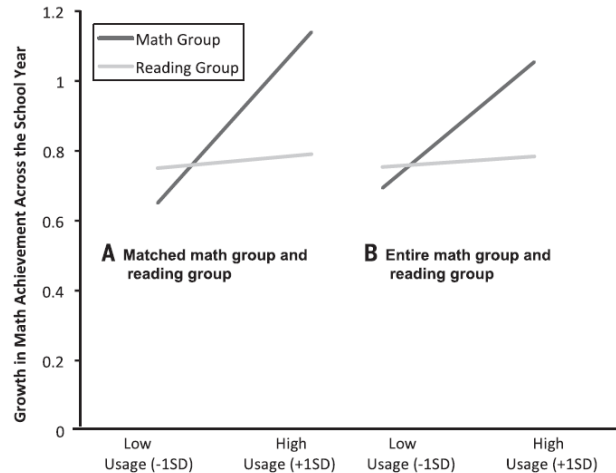 1.2
1
0.8
0.6
0.4
0.2
0
Growth in Math Achievement Across the School Year
Math Group
Reading Group
A Matched math group and
reading group
B Entire math group and
reading group
Low
Usage (-1SD)
High
Usage (+1SD)
Low
Usage (-1SD)
High
Usage (+1SD)